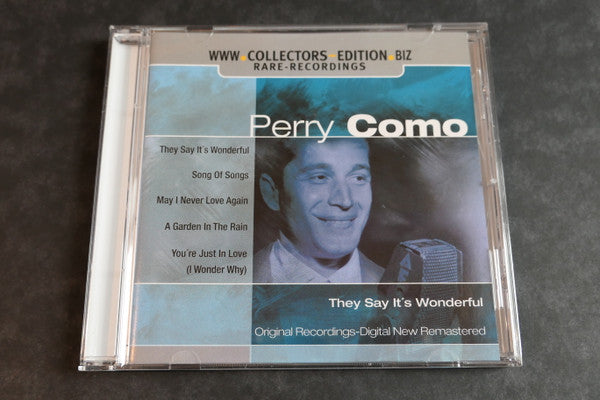 WWW.COLLECTORS-EDITION.BIZ
RARE-RECORDINGS
Perry Como
They Say It's Wonderful
Song Of Songs
May I Never Love Again
A Garden In The Rain
You're Just In Love
(I Wonder Why)
They Say It's Wonderful
Original Recordings-Digital New Remastered